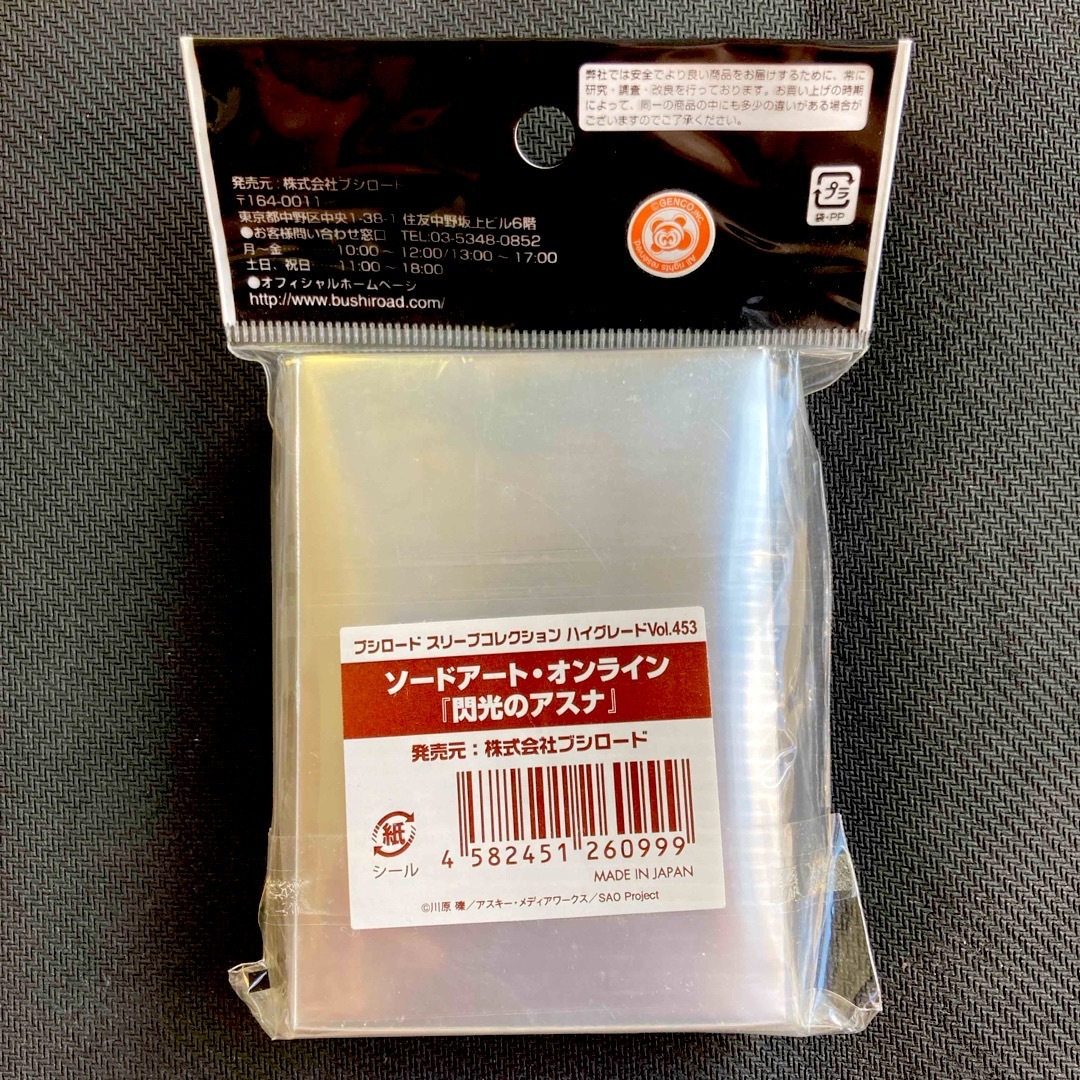 弊社では安全でより良い商品をお届けするために、常に
研究・調査・改良を行っております。お買い上げの時期
によって、同一の商品の中にも多少の違いがある場合が
ございますのでご了承ください。
発売元:株式会社ブシロード
〒164-0011
東京都中野区中央1-38-1 住友中野坂上ビル6階
●お客様問い合わせ窓口 TEL:03-5348-0852
月〜金 10:00 〜 12:00/13:00 〜 17:00
土日、祝日 11:00 〜 18:00
●オフィシャルホームページ
http://www.bushiroad.com/
©GENCO,INC.
All rights reserved
プラ
袋・PP
ブシロード スリーブコレクション ハイグレードVol.453
ソードアート・オンライン
『閃光のアスナ』
発売元:株式会社ブシロード
紙
シール
4 582451 260999
MADE IN JAPAN
©川原 礫/アスキー・メディアワークス/SAO Project